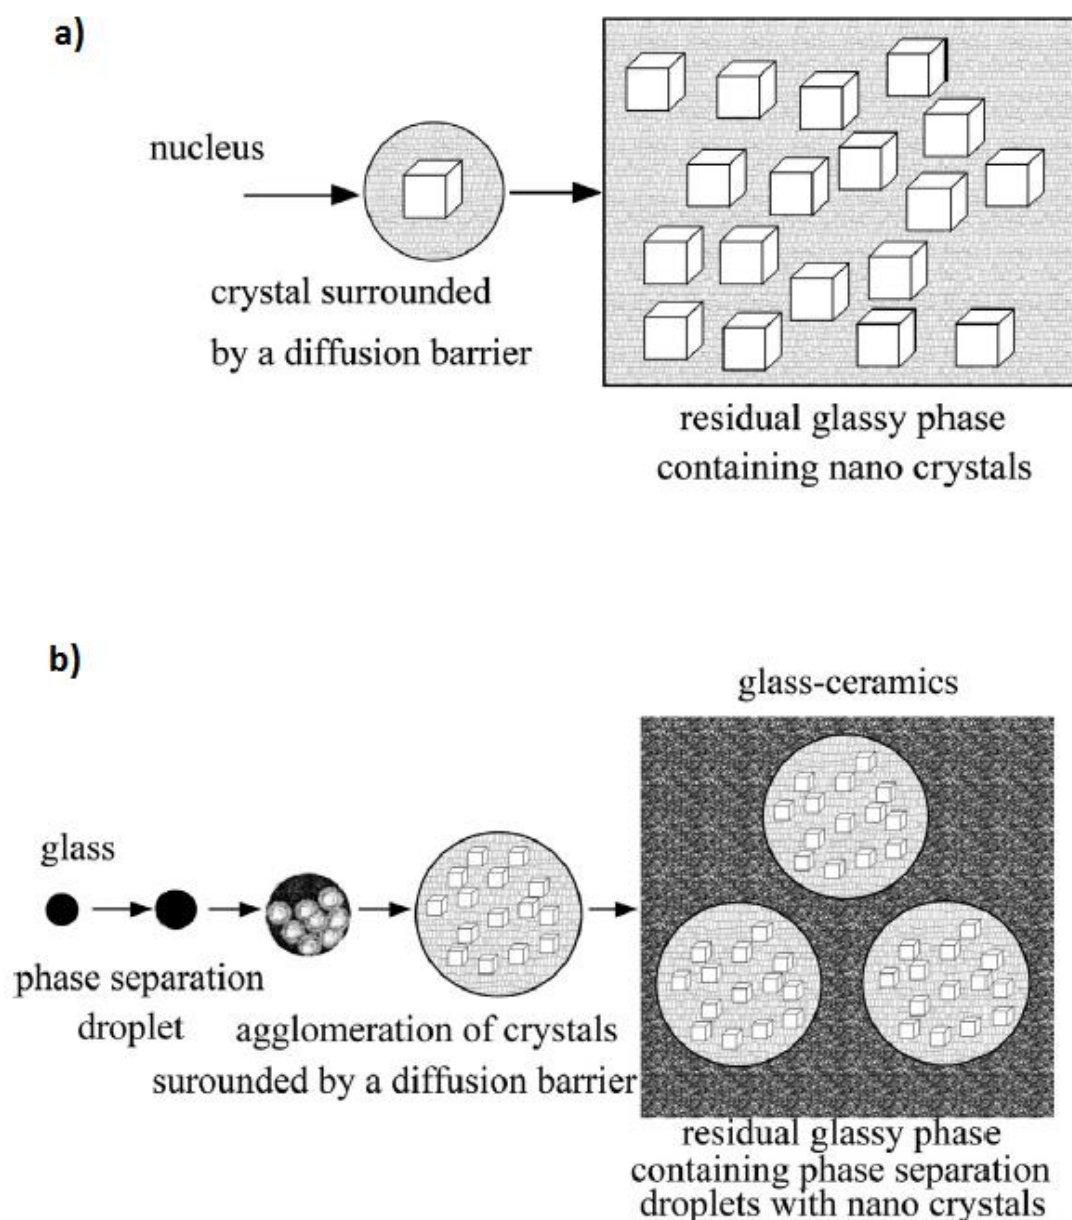 a)
nucleus
crystal surrounded
by a diffusion barrier
residual glassy phase
containing nano crystals
b)
glass-ceramics
glass
phase separation
droplet
agglomeration of crystals
surounded by a diffusion barrier
residual glassy phase
containing phase separation
droplets with nano crystals